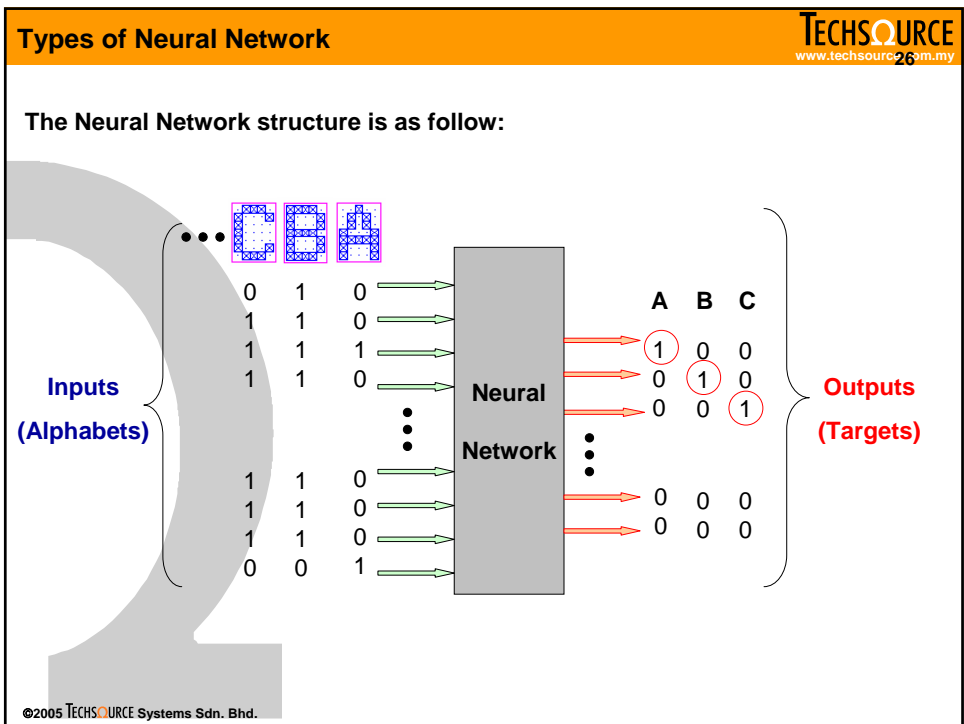 Types of Neural Network
TECHSOURCE
www.techsource.com.my
26
The Neural Network structure is as follow:
C B A
0 1 0
1 1 0
1 1 1
1 1 0
1 1 0
1 1 0
1 1 0
0 0 1
Inputs
(Alphabets)
Neural
Network
A B C
1 0 0
0 1 0
0 0 1
0 0 0
0 0 0
Outputs
(Targets)
©2005 TECHSOURCE Systems Sdn. Bhd.